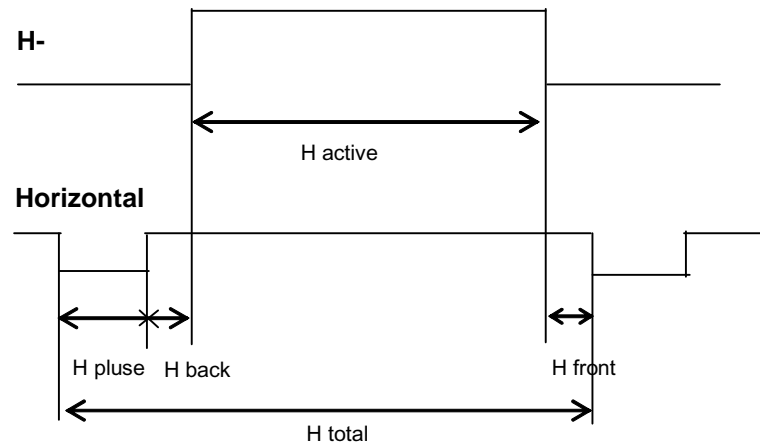 H-
H active
Horizontal
H pluse
H back
H front
H total